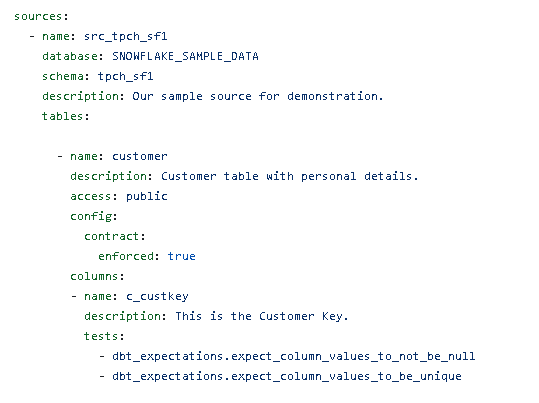 sources:
  - name: src_tpch_sf1
    database: SNOWFLAKE_SAMPLE_DATA
    schema: tpch_sf1
    description: Our sample source for demonstration.
    tables:

      - name: customer
        description: Customer table with personal details.
        access: public
        config:
          contract:
            enforced: true
        columns:
        - name: c_custkey
          description: This is the Customer Key.
          tests:
            - dbt_expectations.expect_column_values_to_not_be_null
            - dbt_expectations.expect_column_values_to_be_unique